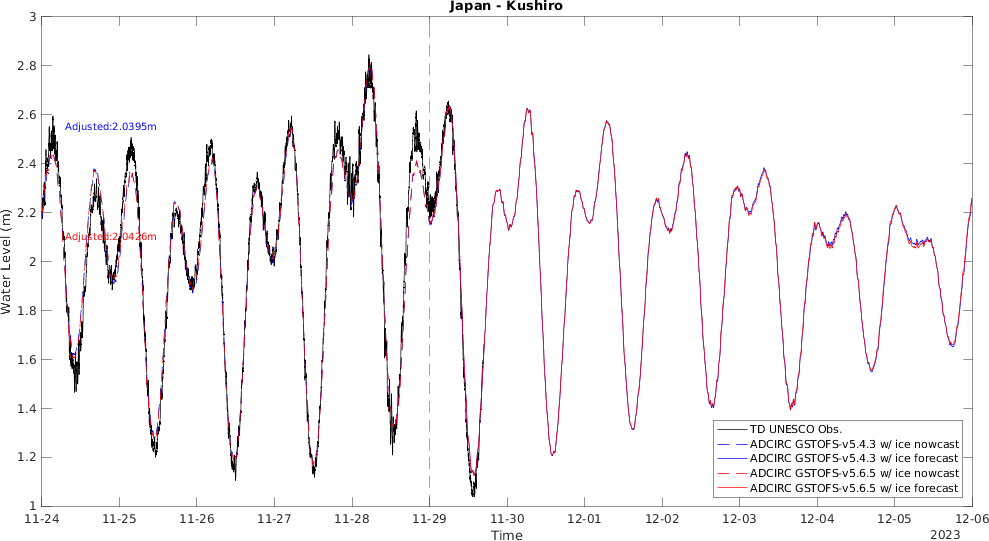 Japan - Kushiro
3
2.8
2.6
2.4
2.2
2
1.8
1.6
1.4
1.2
1
Water Level (m)
Adjusted:2.0395m
Adjusted:2.0426m
TD UNESCO Obs.
ADCIRC GSTOFS-v5.4.3 w/ ice nowcast
ADCIRC GSTOFS-v5.4.3 w/ ice forecast
ADCIRC GSTOFS-v5.6.5 w/ ice nowcast
ADCIRC GSTOFS-v5.6.5 w/ ice forecast
11-24 11-25 11-26 11-27 11-28 11-29 11-30 12-01 12-02 12-03 12-04 12-05 12-06
Time
2023